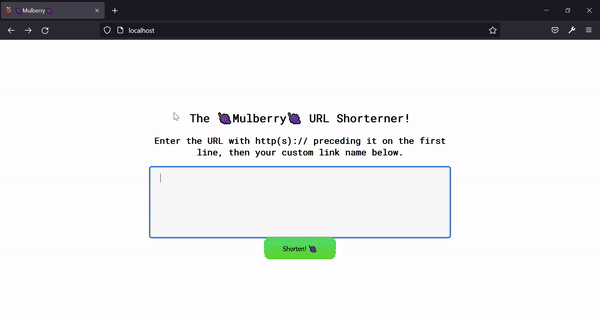 🍇Mulberry🍇
localhost
The 🍇Mulberry🍇 URL Shorterner!
Enter the URL with http(s):// preceding it on the first
line, then your custom link name below.
Shorten! 🍇